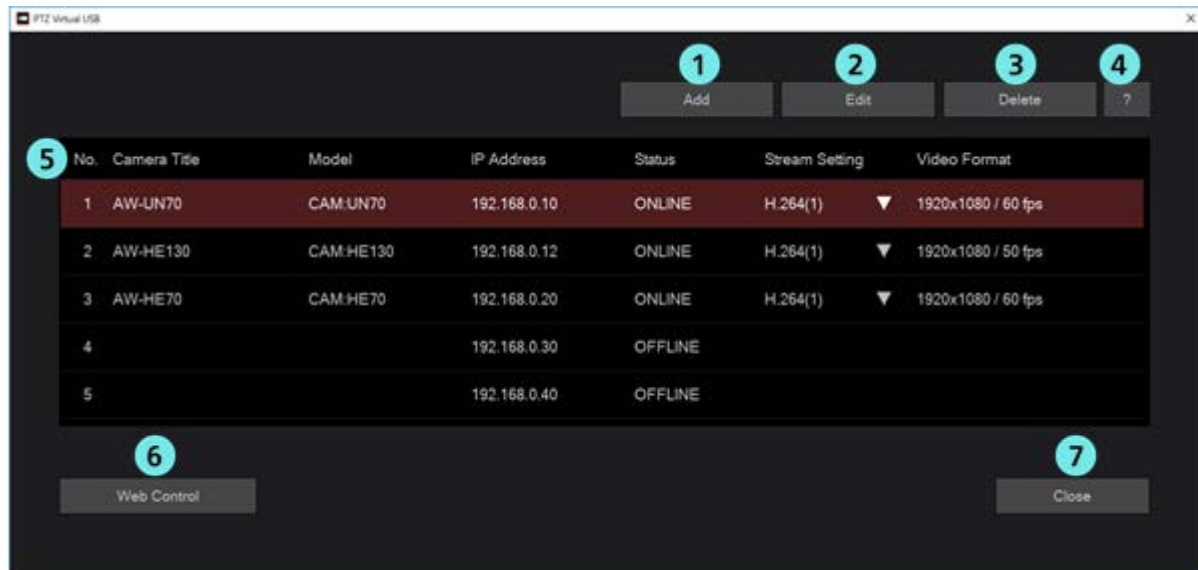 PTZ Virtual USB
1 2 3 4
Add Edit Delete ?
5 No. Camera Title Model IP Address Status Stream Setting Video Format
1 AW-UN70 CAM:UN70 192.168.0.10 ONLINE H.264(1) ▼ 1920x1080 / 60 fps
2 AW-HE130 CAM:HE130 192.168.0.12 ONLINE H.264(1) ▼ 1920x1080 / 50 fps
3 AW-HE70 CAM:HE70 192.168.0.20 ONLINE H.264(1) ▼ 1920x1080 / 60 fps
4 192.168.0.30 OFFLINE
5 192.168.0.40 OFFLINE
6 7
Web Control Close